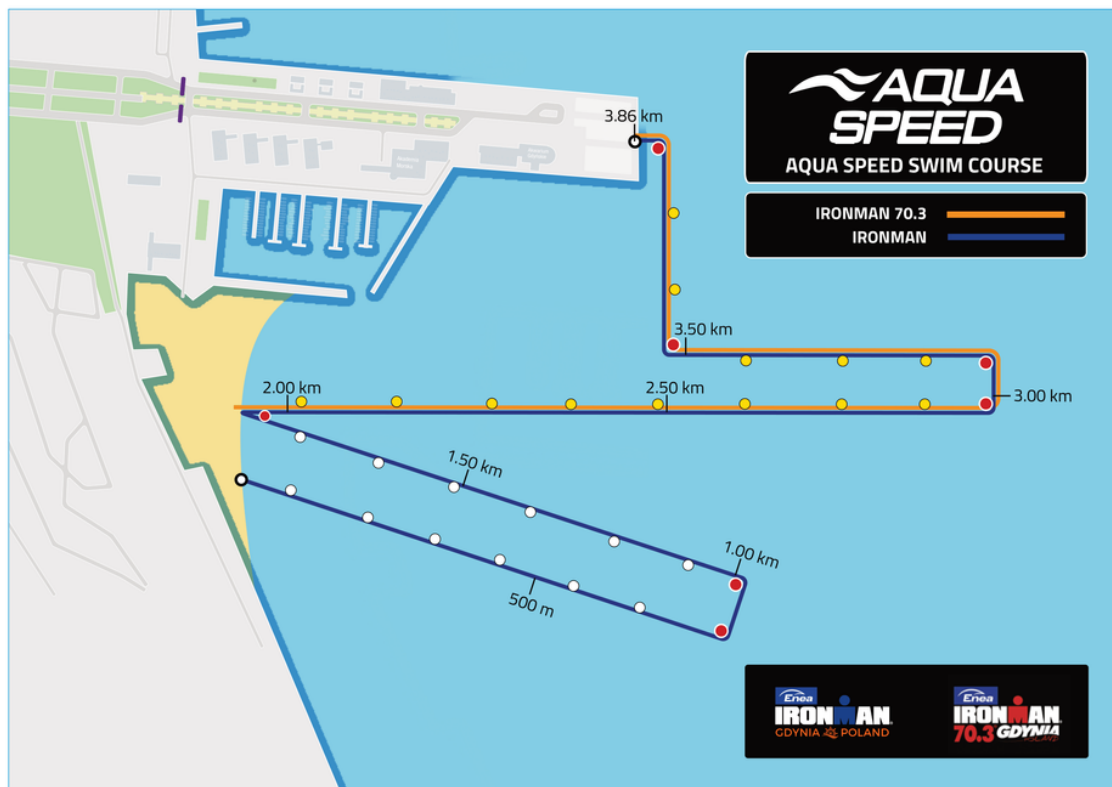 AQUA
SPEED
AQUA SPEED SWIM COURSE
IRONMAN 70.3
IRONMAN
3.86 km
3.50 km
3.00 km
2.00 km
2.50 km
1.50 km
1.00 km
500 m
Enea
IRONMAN
GDYNIA POLAND
Enea
IRONMAN
70.3 GDYNIA
POLAND